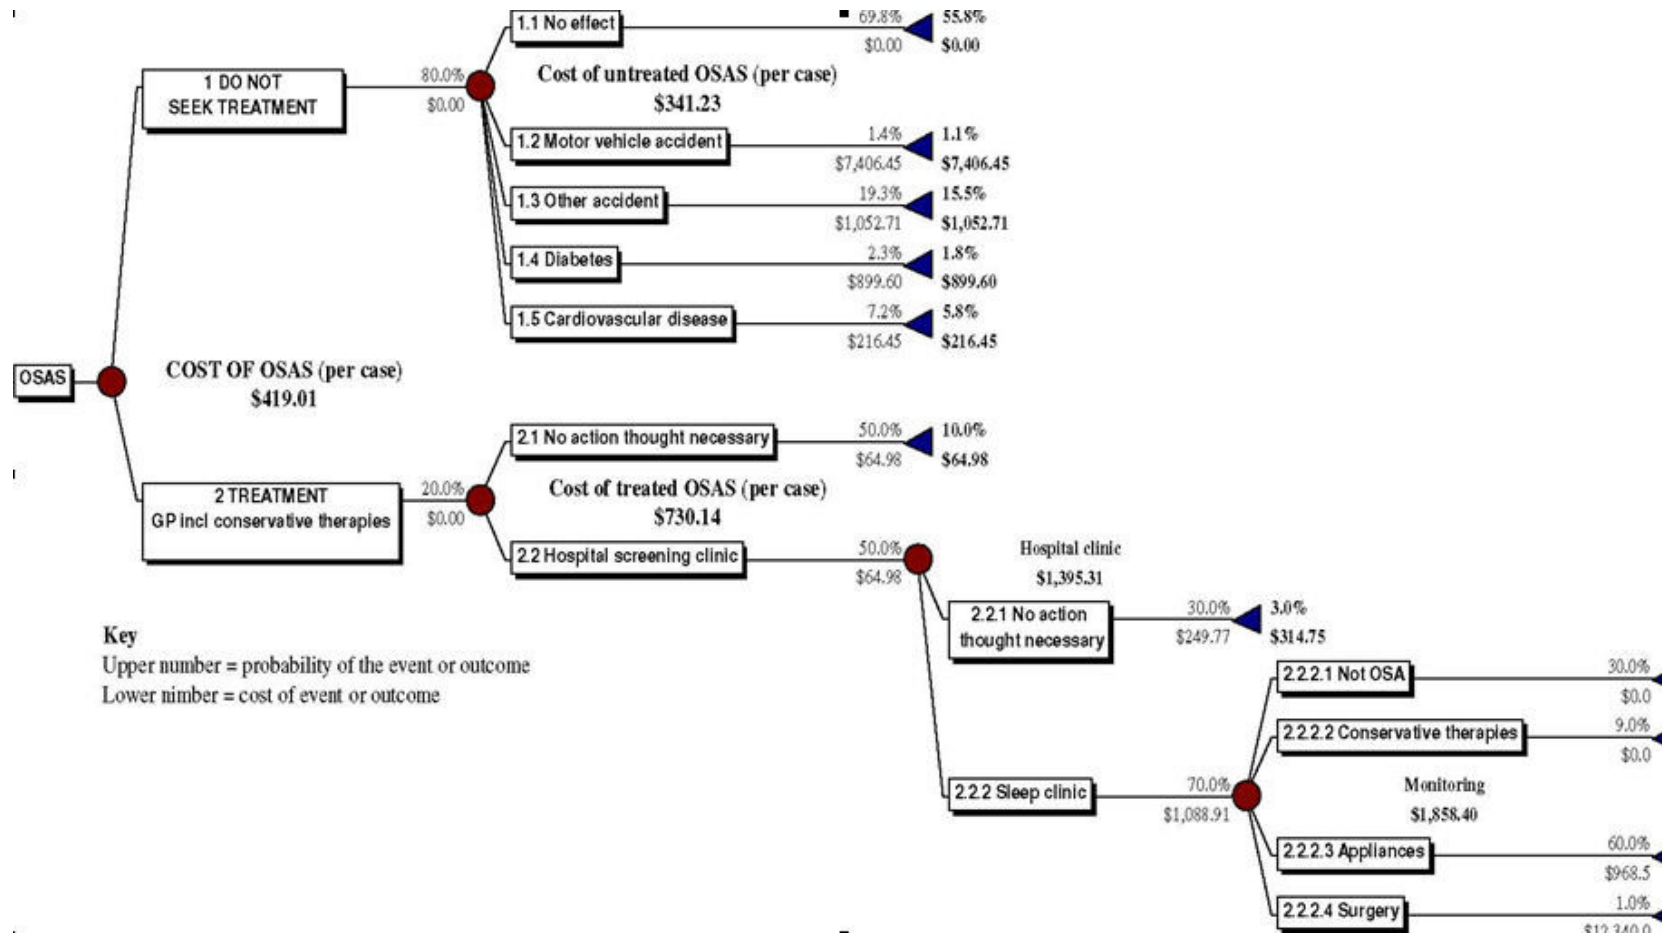 1.1 No effect
69.8%
$0.00
55.8%
$0.00
1 DO NOT
SEEK TREATMENT
80.0%
$0.00
Cost of untreated OSAS (per case)
$341.23
1.2 Motor vehicle accident
1.4%
$7,406.45
1.1%
$7,406.45
1.3 Other accident
19.3%
$1,052.71
15.5%
$1,052.71
1.4 Diabetes
2.3%
$899.60
1.8%
$899.60
1.5 Cardiovascular disease
7.2%
$216.45
5.8%
$216.45
OSAS
COST OF OSAS (per case)
$419.01
2 TREATMENT
GP incl conservative therapies
20.0%
$0.00
2.1 No action thought necessary
50.0%
$64.98
10.0%
$64.98
Cost of treated OSAS (per case)
$730.14
2.2 Hospital screening clinic
50.0%
$64.98
Hospital clinic
$1,395.31
2.2.1 No action
thought necessary
30.0%
$249.77
3.0%
$314.75
Key
Upper number = probability of the event or outcome
Lower nimber = cost of event or outcome
2.2.2 Sleep clinic
70.0%
$1,088.91
2.2.2.1 Not OSA
30.0%
$0.0
2.2.2.2 Conservative therapies
9.0%
$0.0
Monitoring
$1,858.40
2.2.2.3 Appliances
60.0%
$968.5
2.2.2.4 Surgery
1.0%
$12,340.0